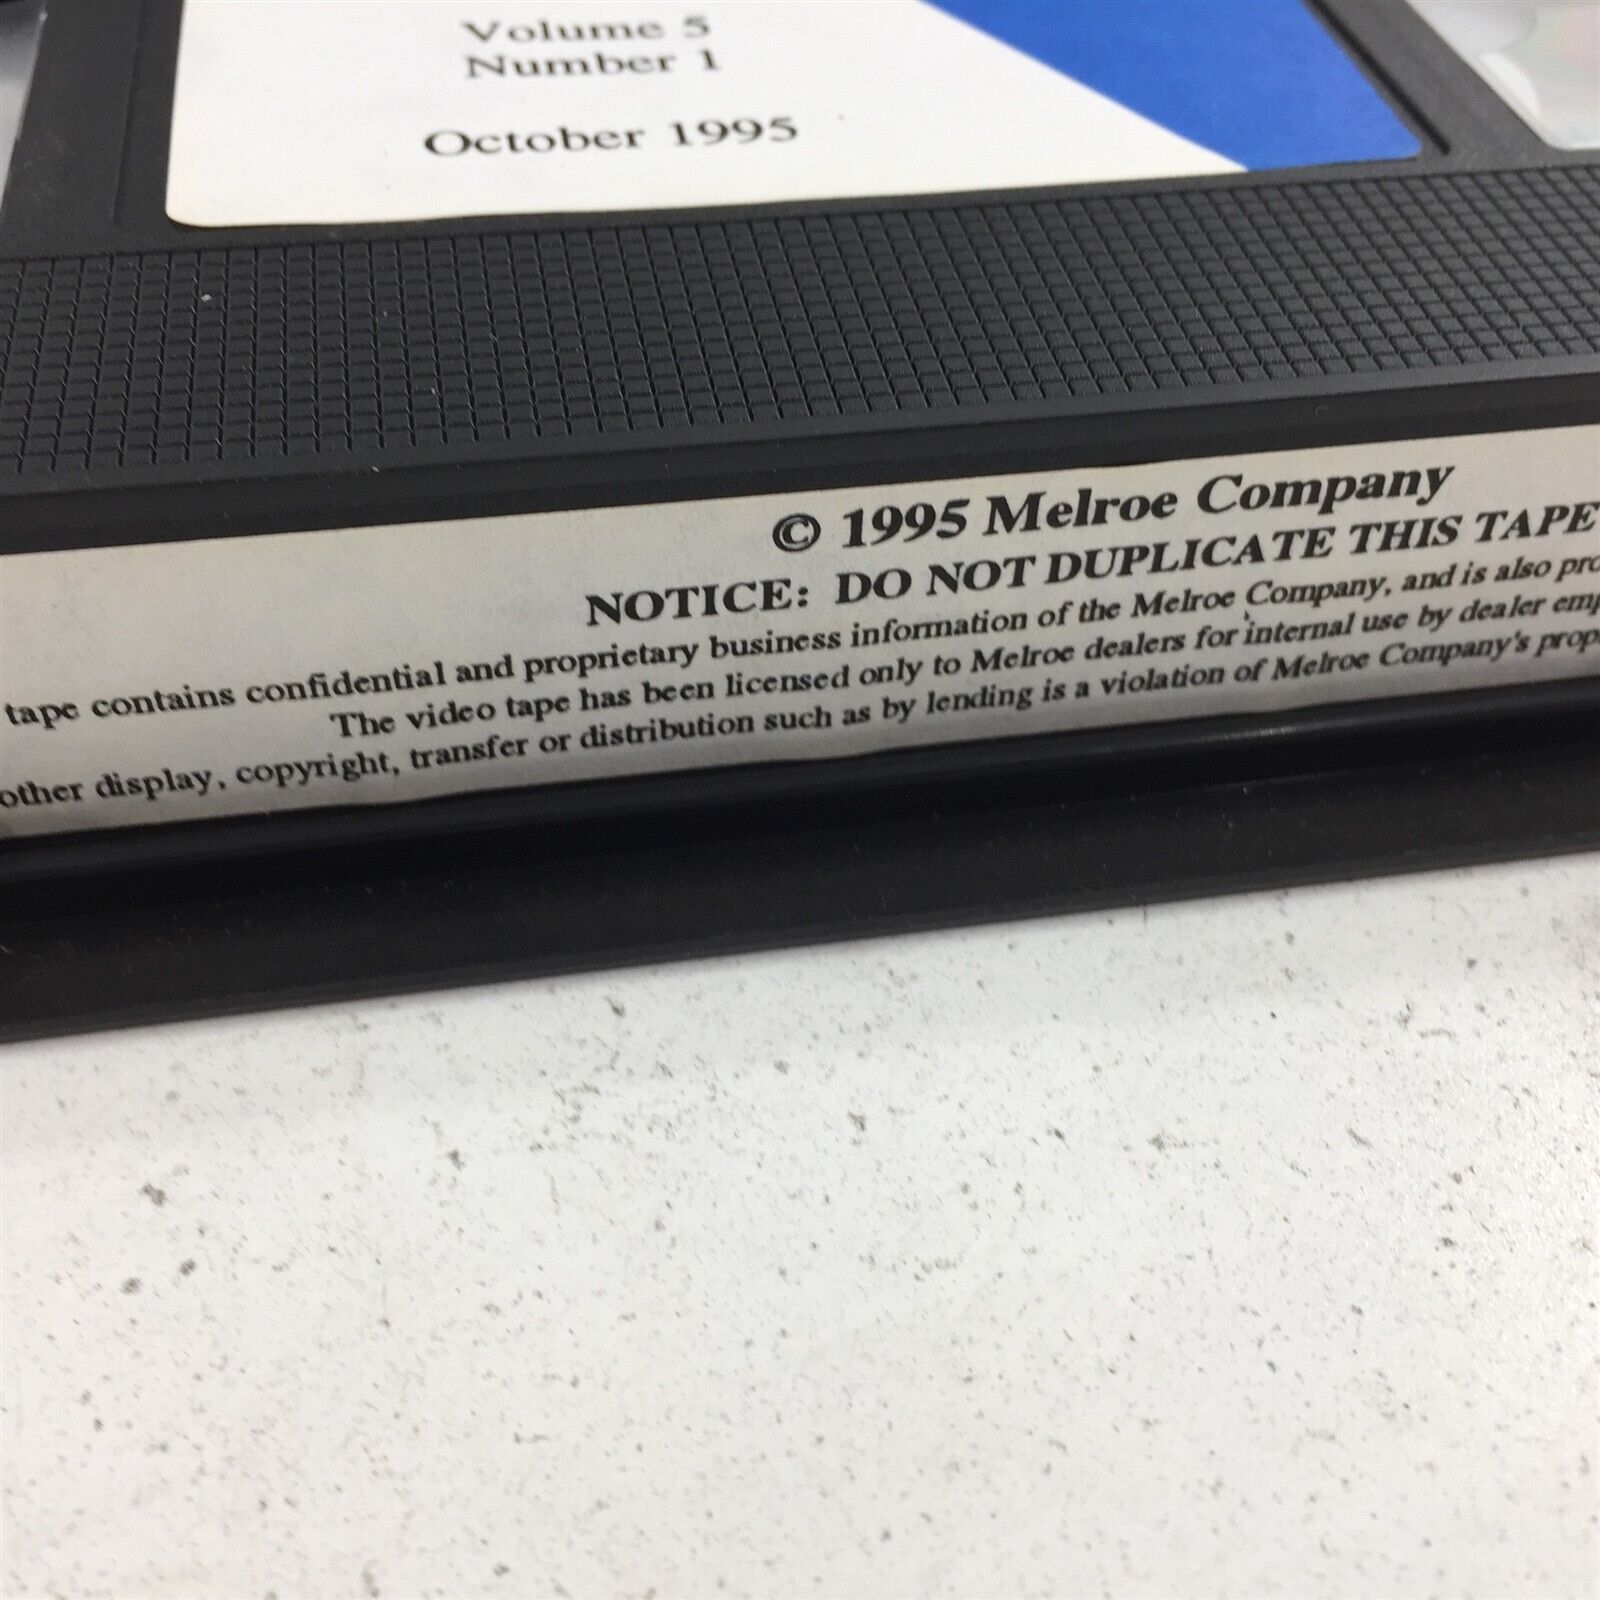 Volume 5
Number 1
October 1995
© 1995 Melroe Company
NOTICE: DO NOT DUPLICATE THIS TAPE
tape contains confidential and proprietary business information of the Melroe Company, and is also pro
The video tape has been licensed only to Melroe dealers for internal use by dealer emp
other display, copyright, transfer or distribution such as by lending is a violation of Melroe Company's prop